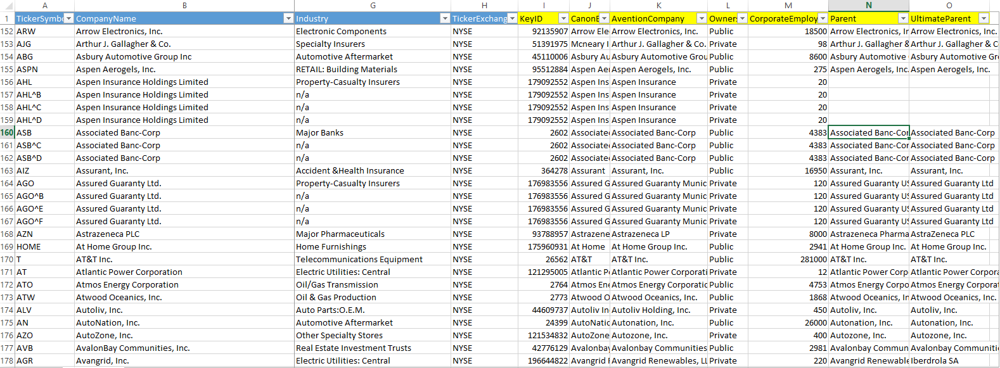 A B G H I J K L M N O
1 TickerSymb CompanyName Industry TickerExchang KeyID CanonE AventionCompany Owners CorporateEmploy Parent UltimateParent
152 ARW Arrow Electronics, Inc. Electronic Components NYSE 92135907 Arrow Ele Arrow Electronics, Inc. Public 18500 Arrow Electronics, Ir Arrow Electronics, Inc.
153 AJG Arthur J. Gallagher & Co. Specialty Insurers NYSE 51391975 Mcneary I Arthur J. Gallagher & Co. Private 98 Arthur J. Gallagher & Arthur J. Gallagher & C
154 ABG Asbury Automotive Group Inc Automotive Aftermarket NYSE 45110006 Asbury Au Asbury Automotive Grou Public 8600 Asbury Automotive Asbury Automotive Gr
155 ASPN Aspen Aerogels, Inc. RETAIL: Building Materials NYSE 95512884 Aspen Ae Aspen Aerogels, Inc. Public 275 Aspen Aerogels, Inc. Aspen Aerogels, Inc.
156 AHL Aspen Insurance Holdings Limited Property-Casualty Insurers NYSE 179092552 Aspen Ins Aspen Insurance Private 20
157 AHL^B Aspen Insurance Holdings Limited n/a NYSE 179092552 Aspen Ins Aspen Insurance Private 20
158 AHL^C Aspen Insurance Holdings Limited n/a NYSE 179092552 Aspen Ins Aspen Insurance Private 20
159 AHL^D Aspen Insurance Holdings Limited n/a NYSE 179092552 Aspen Ins Aspen Insurance Private 20
160 ASB Associated Banc-Corp Major Banks NYSE 2602 Associate Associated Banc-Corp Public 4383 Associated Banc-Cor Associated Banc-Corp
161 ASB^C Associated Banc-Corp n/a NYSE 2602 Associate Associated Banc-Corp Public 4383 Associated Banc-Cor Associated Banc-Corp
162 ASB^D Associated Banc-Corp n/a NYSE 2602 Associate Associated Banc-Corp Public 4383 Associated Banc-Cor Associated Banc-Corp
163 AIZ Assurant, Inc. Accident &Health Insurance NYSE 364278 Assurant Assurant, Inc. Public 16950 Assurant, Inc. Assurant, Inc.
164 AGO Assured Guaranty Ltd. Property-Casualty Insurers NYSE 176983556 Assured G Assured Guaranty Munic Private 120 Assured Guaranty US Assured Guaranty Ltd
165 AGO^B Assured Guaranty Ltd. n/a NYSE 176983556 Assured G Assured Guaranty Munic Private 120 Assured Guaranty US Assured Guaranty Ltd
166 AGO^E Assured Guaranty Ltd. n/a NYSE 176983556 Assured G Assured Guaranty Munic Private 120 Assured Guaranty US Assured Guaranty Ltd
167 AGO^F Assured Guaranty Ltd. n/a NYSE 176983556 Assured G Assured Guaranty Munic Private 120 Assured Guaranty US Assured Guaranty Ltd
168 AZN Astrazeneca PLC Major Pharmaceuticals NYSE 93788957 Astrazene Astrazeneca LP Private 8000 Astrazeneca Pharma AstraZeneca PLC
169 HOME At Home Group Inc. Home Furnishings NYSE 175960931 At Home At Home Group Inc. Public 2941 At Home Group Inc. At Home Group Inc.
170 T AT&T Inc. Telecommunications Equipment NYSE 26562 AT&T AT&T Inc. Public 281000 AT&T Inc. AT&T Inc.
171 AT Atlantic Power Corporation Electric Utilities: Central NYSE 121295005 Atlantic P Atlantic Power Corporati Private 12 Atlantic Power Corp Atlantic Power Corpora
172 ATO Atmos Energy Corporation Oil/Gas Transmission NYSE 2764 Atmos En Atmos Energy Corporatic Public 4753 Atmos Energy Corpo Atmos Energy Corporat
173 ATW Atwood Oceanics, Inc. Oil & Gas Production NYSE 2773 Atwood O Atwood Oceanics, Inc. Public 1868 Atwood Oceanics, Ir Atwood Oceanics, Inc.
174 ALV Autoliv, Inc. Auto Parts:O.E.M. NYSE 44609737 Autoliv In Autoliv Holding, Inc. Private 450 Autoliv, Inc. Autoliv, Inc.
175 AN AutoNation, Inc. Automotive Aftermarket NYSE 24399 AutoNatic Autonation, Inc. Public 26000 Autonation, Inc. Autonation, Inc.
176 AZO AutoZone, Inc. Other Specialty Stores NYSE 121534832 AutoZone Autozone, Inc. Private 400 Autozone, Inc. Autozone, Inc.
177 AVB AvalonBay Communities, Inc. Real Estate Investment Trusts NYSE 42776129 Avalonbay Avalonbay Communities Public 2981 Avalonbay Commun Avalonbay Communiti
178 AGR Avangrid, Inc. Electric Utilities: Central NYSE 196644822 Avangrid Avangrid Renewables, LL Private 220 Avangrid Renewable Iberdrola SA